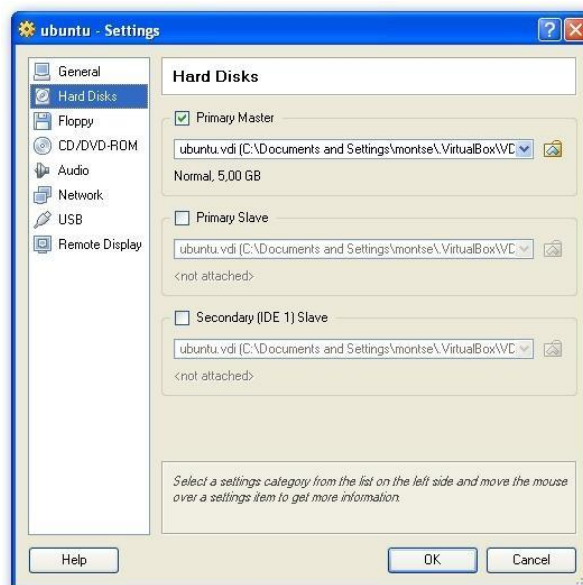 ubuntu - Settings
General
Hard Disks
Floppy
CD/DVD-ROM
Audio
Network
USB
Remote Display
Hard Disks
Primary Master
ubuntu.vdi (C:\Documents and Settings\montse\.VirtualBox\VD
Normal, 5,00 GB
Primary Slave
ubuntu.vdi (C:\Documents and Settings\montse\.VirtualBox\VD
<not attached>
Secondary (IDE 1) Slave
ubuntu.vdi (C:\Documents and Settings\montse\.VirtualBox\VD
<not attached>
Select a settings category from the list on the left side and move the mouse
over a settings item to get more information.
Help
OK
Cancel